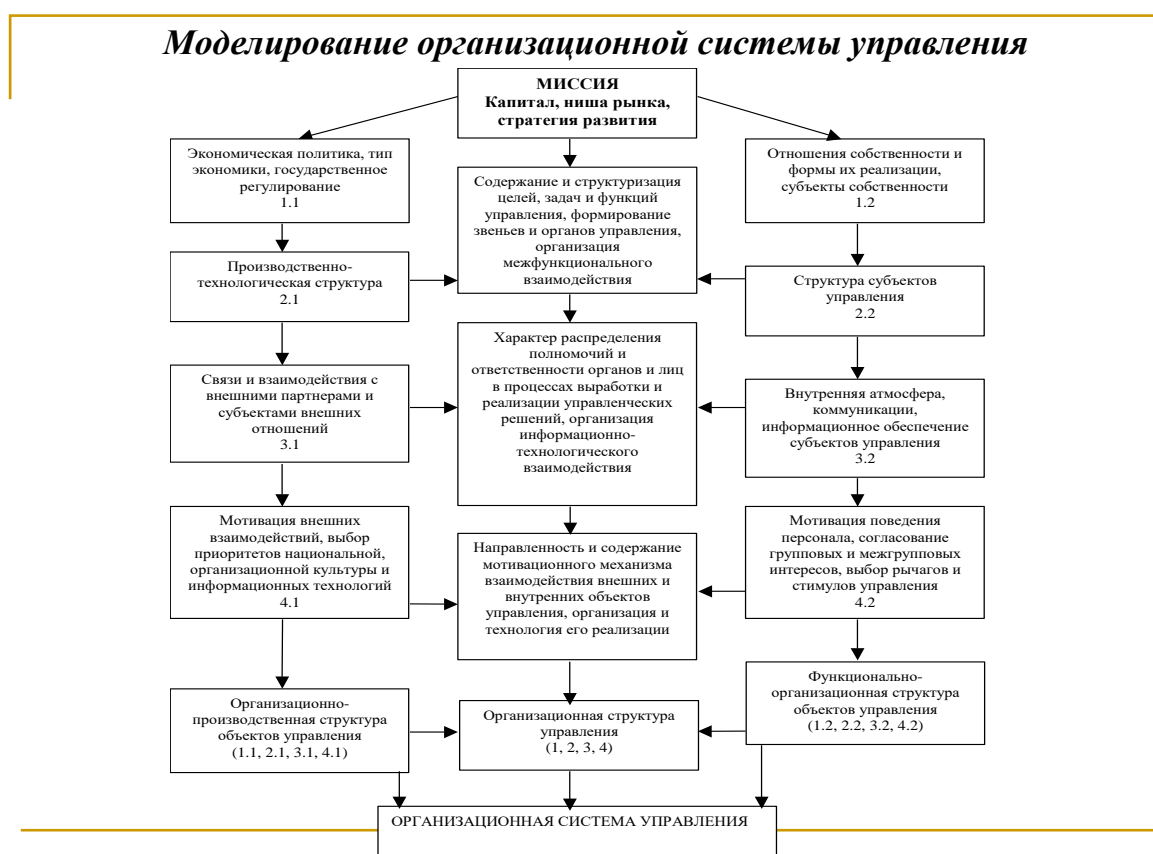 Моделирование организационной системы управления
МИССИЯ
Капитал, ниша рынка,
стратегия развития
Экономическая политика, тип
экономики, государственное
регулирование
1.1
Содержание и структуризация
целей, задач и функций
управления, формирование
звеньев и органов управления,
организация
межфункционального
взаимодействия
Отношения собственности и
формы их реализации,
субъекты собственности
1.2
Производственно-
технологическая структура
2.1
Структура субъектов
управления
2.2
Характер распределения
полномочий и
ответственности органов и лиц
в процессах выработки и
реализации управленческих
решений, организация
информационно-
технологического
взаимодействия
Связи и взаимодействия с
внешними партнерами и
субъектами внешних
отношений
3.1
Внутренняя атмосфера,
коммуникации,
информационное обеспечение
субъектов управления
3.2
Мотивация внешних
взаимодействий, выбор
приоритетов национальной,
организационной культуры и
информационных технологий
4.1
Направленность и содержание
мотивационного механизма
взаимодействия внешних и
внутренних объектов
управления, организация и
технология его реализации
Мотивация поведения
персонала, согласование
групповых и межгрупповых
интересов, выбор рычагов и
стимулов управления
4.2
Организационно-
производственная структура
объектов управления
(1.1, 2.1, 3.1, 4.1)
Организационная структура
управления
(1, 2, 3, 4)
Функционально-
организационная структура
объектов управления
(1.2, 2.2, 3.2, 4.2)
ОРГАНИЗАЦИОННАЯ СИСТЕМА УПРАВЛЕНИЯ